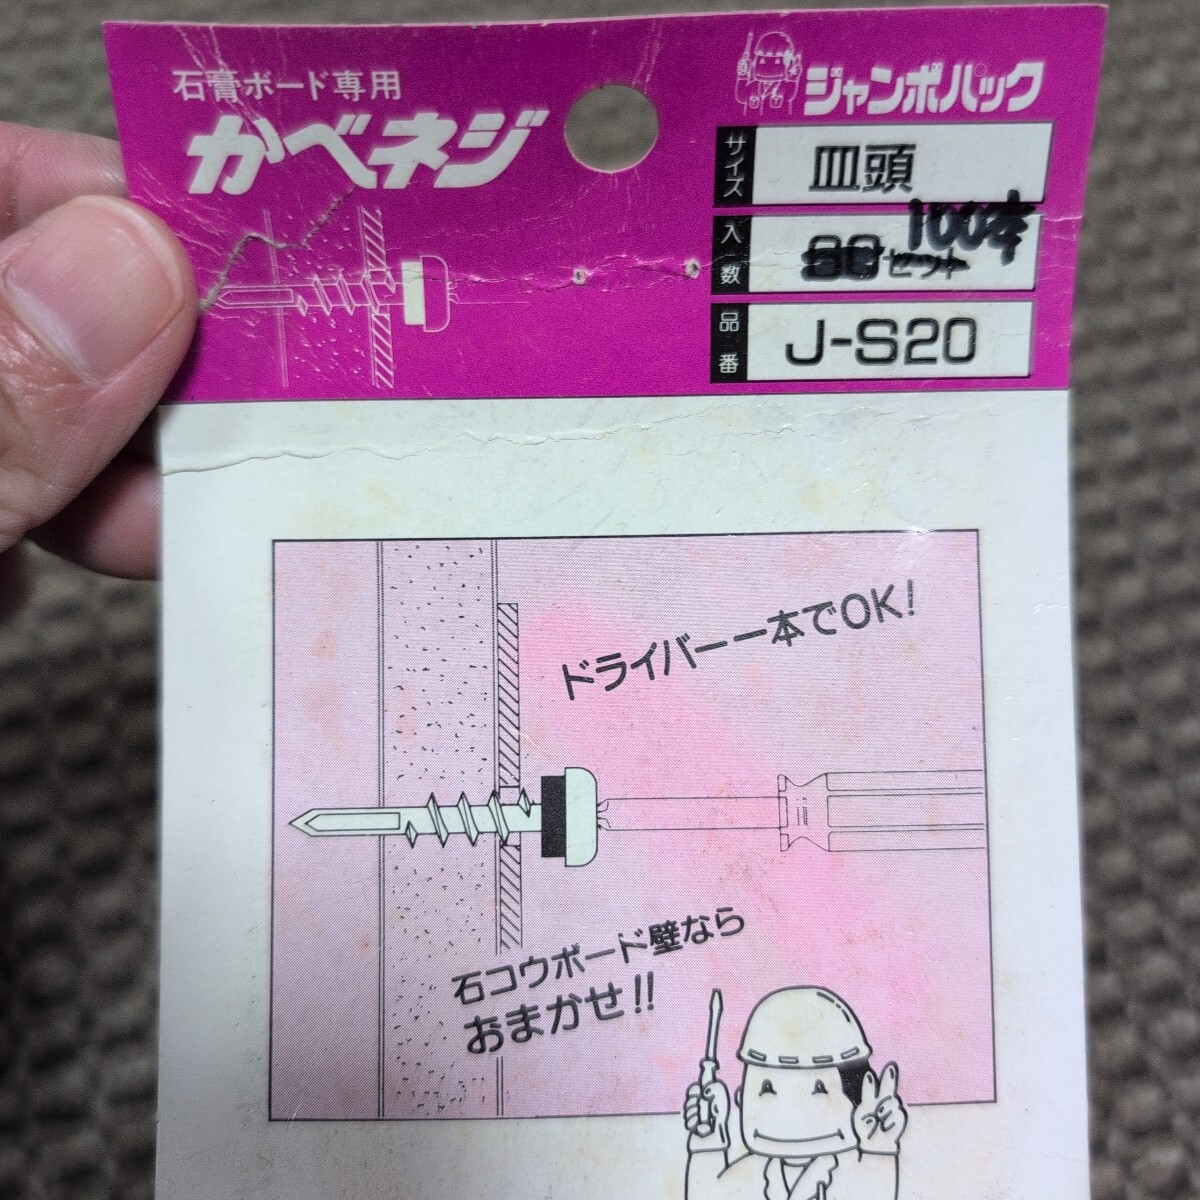 石膏ボード専用
かべネジ
ジャンボパック
サイズ 皿頭
入数 セット 100本
品番 J-S20
ドライバー一本でOK!
石コウボード壁なら
おまかせ!!